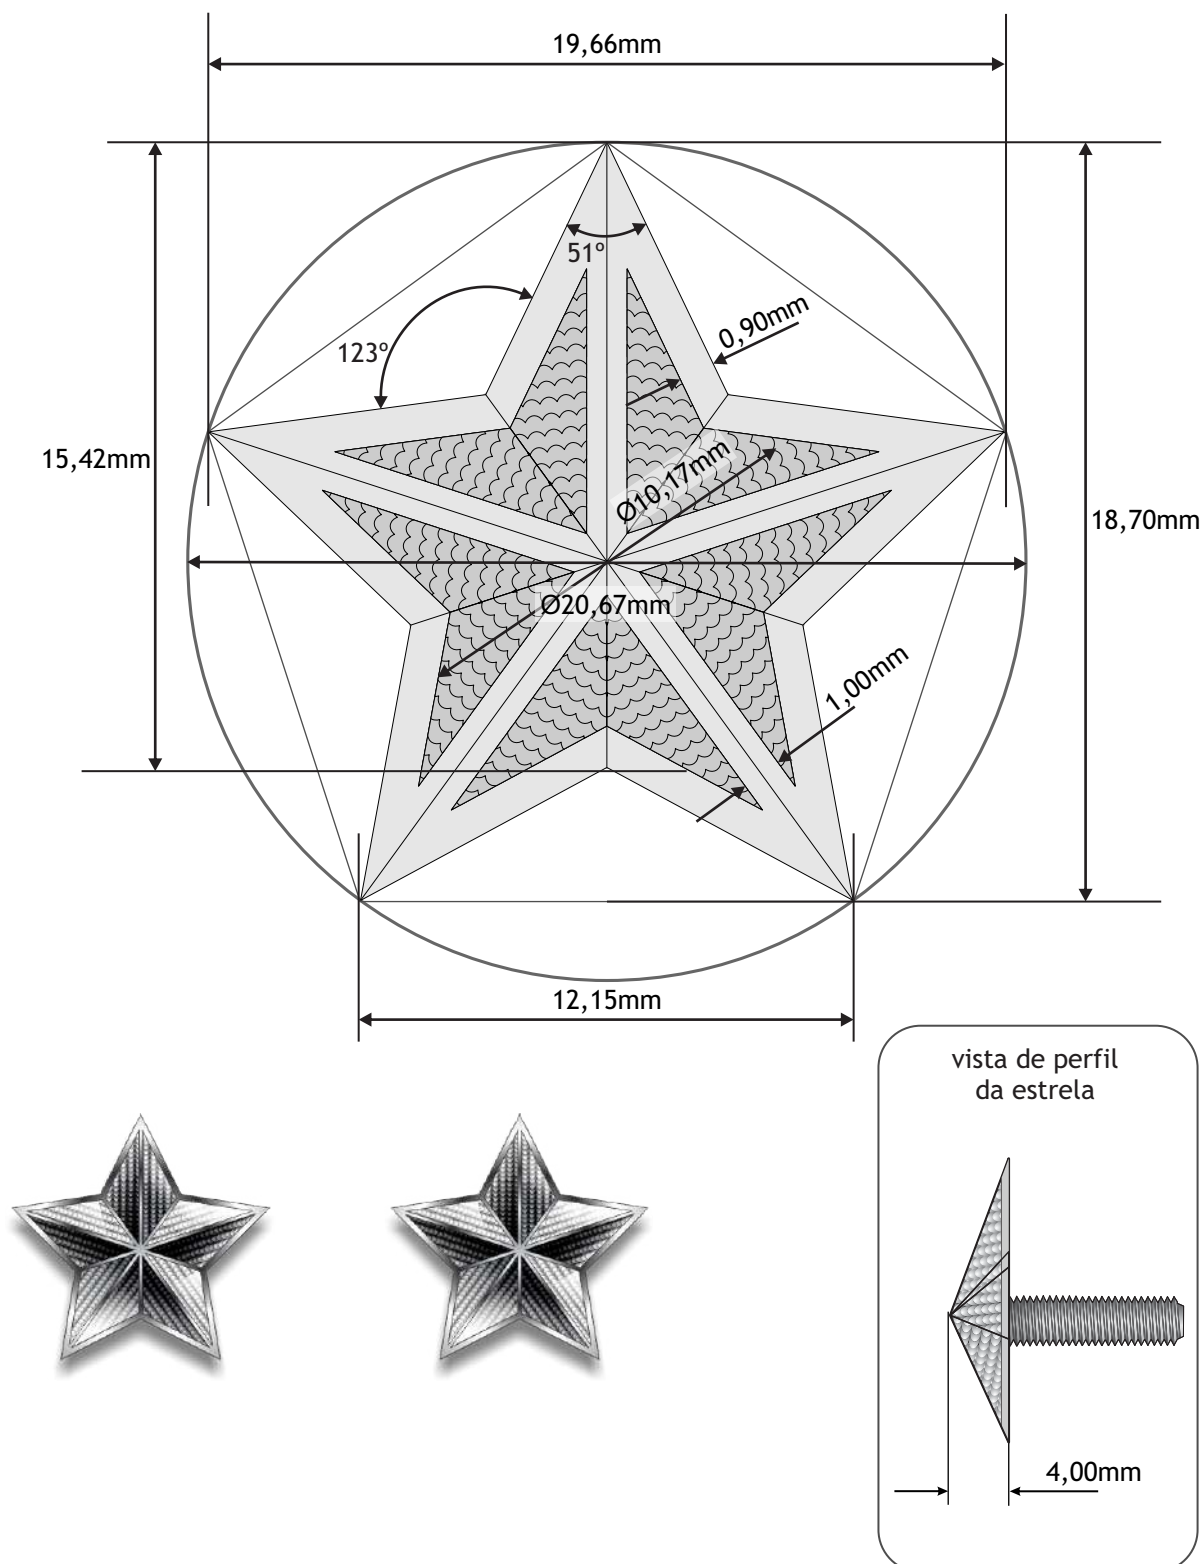 19,66mm
51º
0,90mm
123º
Ø10,17mm
15,42mm
18,70mm
Ø20,67mm
1,00mm
12,15mm
vista de perfil
da estrela
4,00mm